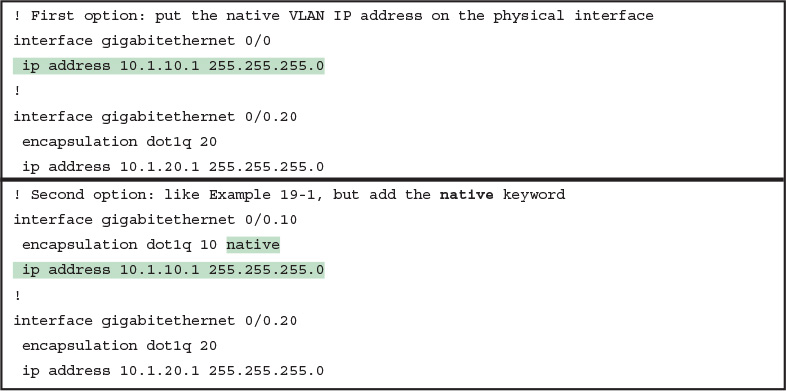 ! First option: put the native VLAN IP address on the physical interface
interface gigabitethernet 0/0
ip address 10.1.10.1 255.255.255.0
!
interface gigabitethernet 0/0.20
encapsulation dot1q 20
ip address 10.1.20.1 255.255.255.0
! Second option: like Example 19-1, but add the native keyword
interface gigabitethernet 0/0.10
encapsulation dot1q 10 native
ip address 10.1.10.1 255.255.255.0
!
interface gigabitethernet 0/0.20
encapsulation dot1q 20
ip address 10.1.20.1 255.255.255.0